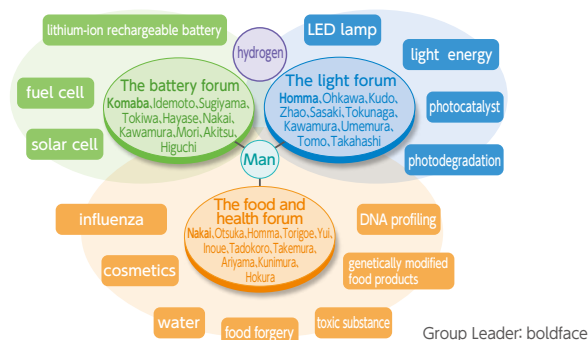 lithium-ion rechargeable battery
hydrogen
LED lamp
light energy
fuel cell
The battery forum
Komaba、Idemoto、Sugiyama、
Tokiwa、Hayase、Nakai、
Kawamura、Mori、Akitsu、
Higuchi
The light forum
Homma、Ohkawa、Kudo、
Zhao、Sasaki、Tokunaga、
Kawamura、Umemura、
Tomo、Takahashi
photocatalyst
solar cell
photodegradation
Man
The food and
health forum
Nakai、Otsuka、Homma、Torigoe、Yui、
Inoue、Tadokoro、Takemura、
Ariyama、Kunimura、
Hokura
influenza
DNA profiling
cosmetics
genetically modified
food products
water
food forgery
toxic substance
Group Leader: boldface